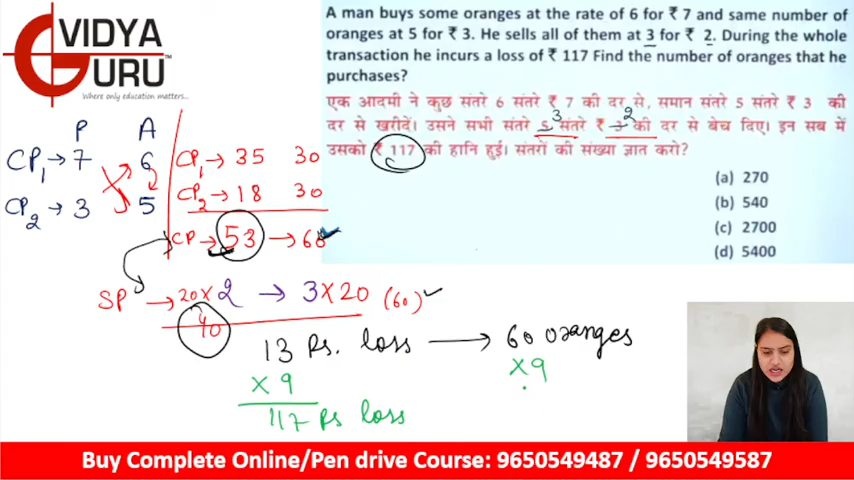 VIDYA
GURU™
Where only education matters...
A man buys some oranges at the rate of 6 for ₹ 7 and same number of
oranges at 5 for ₹ 3. He sells all of them at 3 for ₹ 2. During the whole
transaction he incurs a loss of ₹ 117 Find the number of oranges that he
purchases?
एक आदमी ने कुछ संतरे 6 संतरे ₹ 7 की दर से, समान संतरे 5 संतरे ₹ 3 की
3 2
दर से खरीदें। उसने सभी संतरे 5 संतरे ₹ 3 की दर से बेच दिए। इन सब में
उसको ₹ 117 की हानि हुई। संतरों की संख्या ज्ञात करो?
(a) 270
(b) 540
(c) 2700
(d) 5400
P A
CP₁ → 7 6
CP₂ → 3 5
CP₁ → 35 30
CP₂ → 18 30
CP → 53 → 60
SP → 20 x 2 → 3 x 20 (60)
40
13 Rs. loss → 60 oranges
x 9 x 9
117 Rs loss
Buy Complete Online/Pen drive Course: 9650549487 / 9650549587